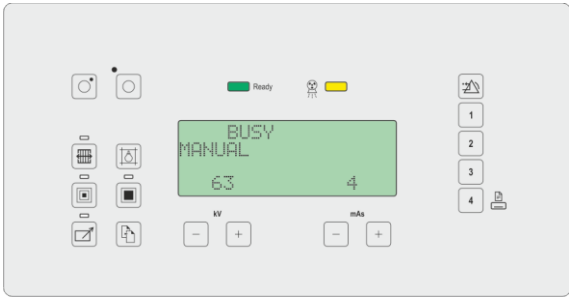 Ready
1
BUSY
2
MANUAL
3
63 4
4
kV mAs
− + − +